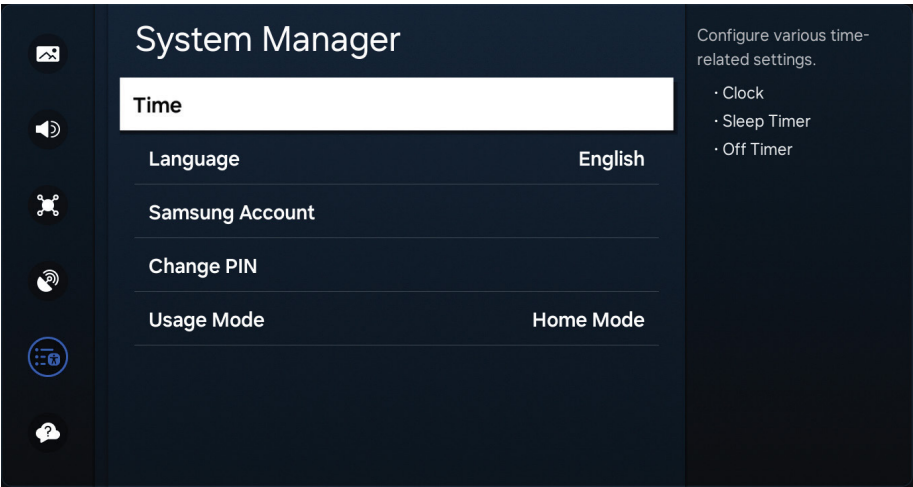 System Manager
Time
Language English
Samsung Account
Change PIN
Usage Mode Home Mode
Configure various time-
related settings.
· Clock
· Sleep Timer
· Off Timer